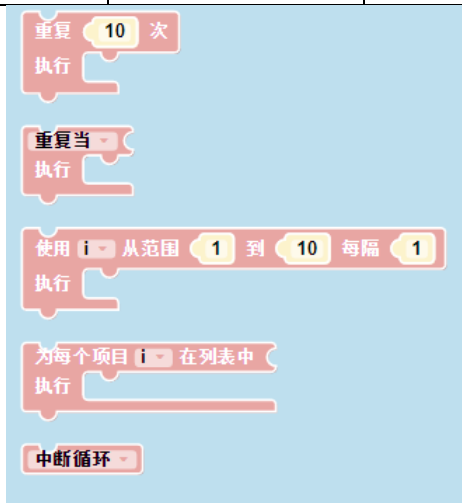 重复 10 次
执行
重复当
执行
使用 i 从范围 1 到 10 每隔 1
执行
为每个项目 i 在列表中
执行
中断循环